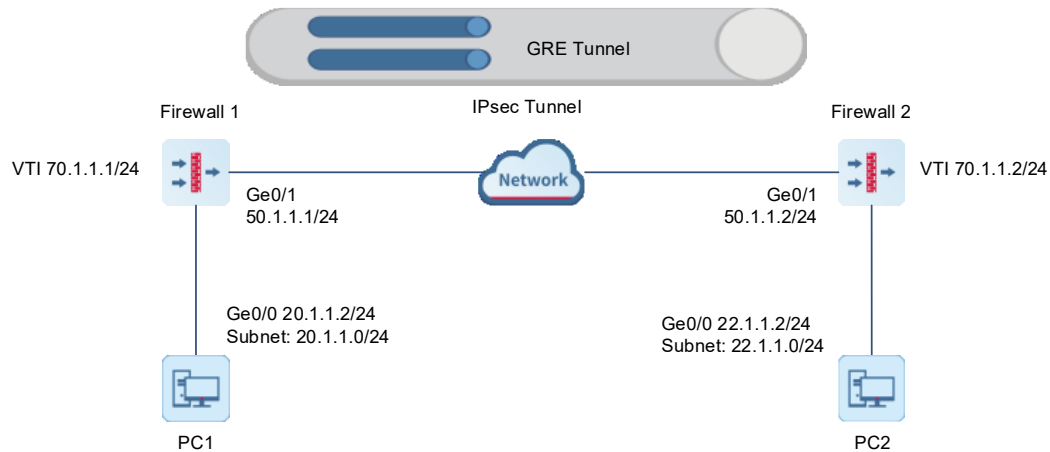 GRE Tunnel
IPsec Tunnel
Firewall 1
Firewall 2
VTI 70.1.1.1/24
VTI 70.1.1.2/24
Network
Ge0/1
50.1.1.1/24
Ge0/1
50.1.1.2/24
Ge0/0 20.1.1.2/24
Subnet: 20.1.1.0/24
Ge0/0 22.1.1.2/24
Subnet: 22.1.1.0/24
PC1
PC2